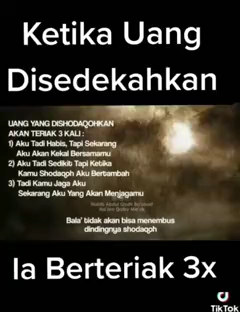 Ketika Uang
Disedekahkan
UANG YANG DISHODAQOHKAN
AKAN TERIAK 3 KALI :
1) Aku Tadi Habis, Tapi Sekarang
Aku Akan Kekal Bersamamu
2) Aku Tadi Sedikit Tapi Ketika
Kamu Shodaqoh Aku Bertambah
3) Tadi Kamu Jaga Aku
Sekarang Aku Yang Akan Menjagamu
Bala' tidak akan bisa menembus
dindingnya shodaqoh
Ia Berteriak 3x
TikTok